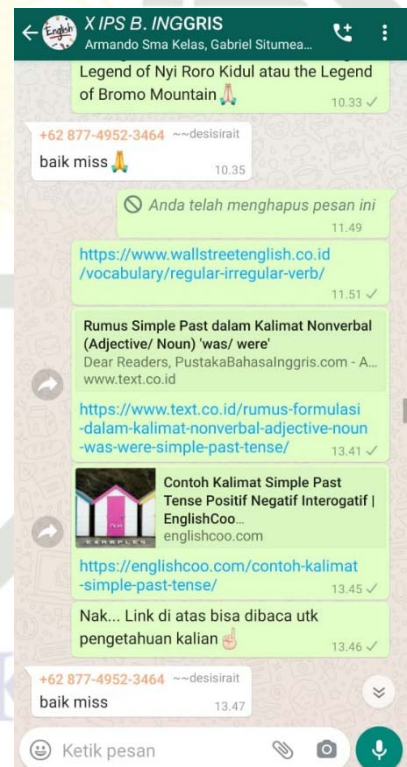 English
X IPS B. INGGRIS
Armando Sma Kelas, Gabriel Situmea...
Legend of Nyi Roro Kidul atau the Legend
of Bromo Mountain🙏
10.33 ✓
+62 877-4952-3464 ~~desisirait
baik miss🙏
10.35
Anda telah menghapus pesan ini
11.49
https://www.wallstreetenglish.co.id
/vocabulary/regular-irregular-verb/
11.51 ✓
Rumus Simple Past dalam Kalimat Nonverbal
(Adjective/ Noun) 'was/ were'
Dear Readers, PustakaBahasaInggris.com - A...
www.text.co.id
https://www.text.co.id/rumus-formulasi
-dalam-kalimat-nonverbal-adjective-noun
-was-were-simple-past-tense/
13.41 ✓
Contoh Kalimat Simple Past
Tense Positif Negatif Interogatif |
EnglishCoo...
englishcoo.com
EXAMPLES
https://englishcoo.com/contoh-kalimat
-simple-past-tense/
13.45 ✓
Nak... Link di atas bisa dibaca utk
pengetahuan kalian☝
13.46 ✓
+62 877-4952-3464 ~~desisirait
baik miss
13.47
Ketik pesan